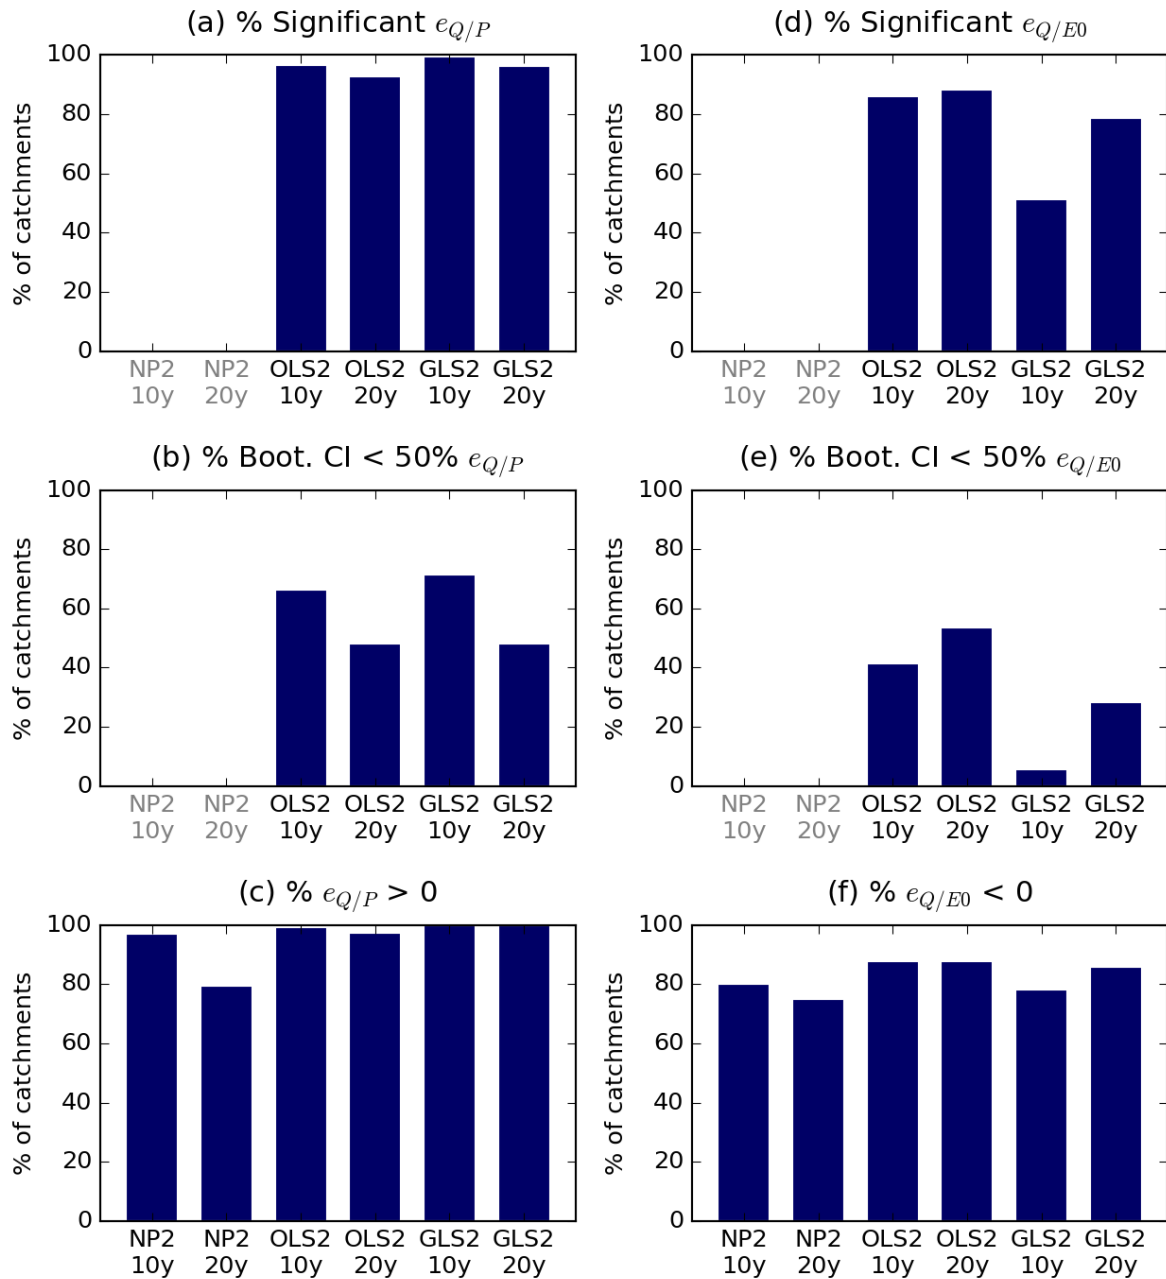 (a) % Significant e_{Q/P}
100
80
60
40
20
0
% of catchments
NP2 NP2 OLS2 OLS2 GLS2 GLS2
10y 20y 10y 20y 10y 20y
(d) % Significant e_{Q/E0}
100
80
60
40
20
0
% of catchments
NP2 NP2 OLS2 OLS2 GLS2 GLS2
10y 20y 10y 20y 10y 20y
(b) % Boot. CI < 50% e_{Q/P}
100
80
60
40
20
0
% of catchments
NP2 NP2 OLS2 OLS2 GLS2 GLS2
10y 20y 10y 20y 10y 20y
(e) % Boot. CI < 50% e_{Q/E0}
100
80
60
40
20
0
% of catchments
NP2 NP2 OLS2 OLS2 GLS2 GLS2
10y 20y 10y 20y 10y 20y
(c) % e_{Q/P} > 0
100
80
60
40
20
0
% of catchments
NP2 NP2 OLS2 OLS2 GLS2 GLS2
10y 20y 10y 20y 10y 20y
(f) % e_{Q/E0} < 0
100
80
60
40
20
0
% of catchments
NP2 NP2 OLS2 OLS2 GLS2 GLS2
10y 20y 10y 20y 10y 20y